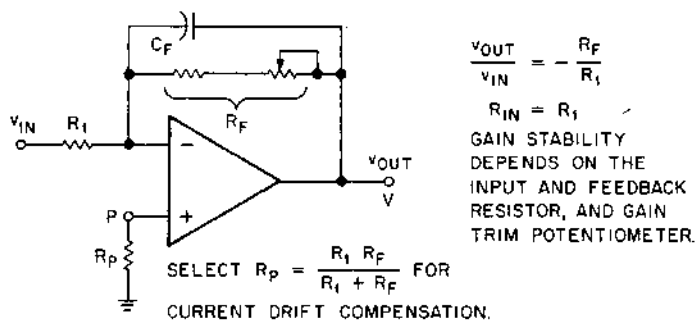 C_F
R_F
v_IN
R_1
−
+
P
R_P
v_OUT
V
v_OUT / v_IN = − R_F / R_1
R_IN = R_1
GAIN STABILITY
DEPENDS ON THE
INPUT AND FEEDBACK
RESISTOR, AND GAIN
TRIM POTENTIOMETER.
SELECT R_P = R_1 R_F / R_1 + R_F FOR
CURRENT DRIFT COMPENSATION.